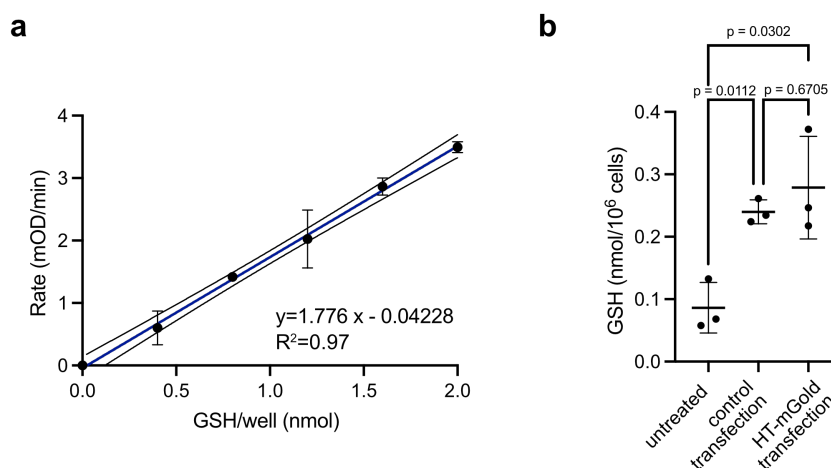 a
b
p = 0.0302
p = 0.0112
p = 0.6705
4
3
2
1
0
Rate (mOD/min)
y=1.776 x - 0.04228
R²=0.97
0.0
0.5
1.0
1.5
2.0
GSH/well (nmol)
0.4
0.3
0.2
0.1
0.0
GSH (nmol/10⁶ cells)
untreated
control
transfection
HT-mGold
transfection